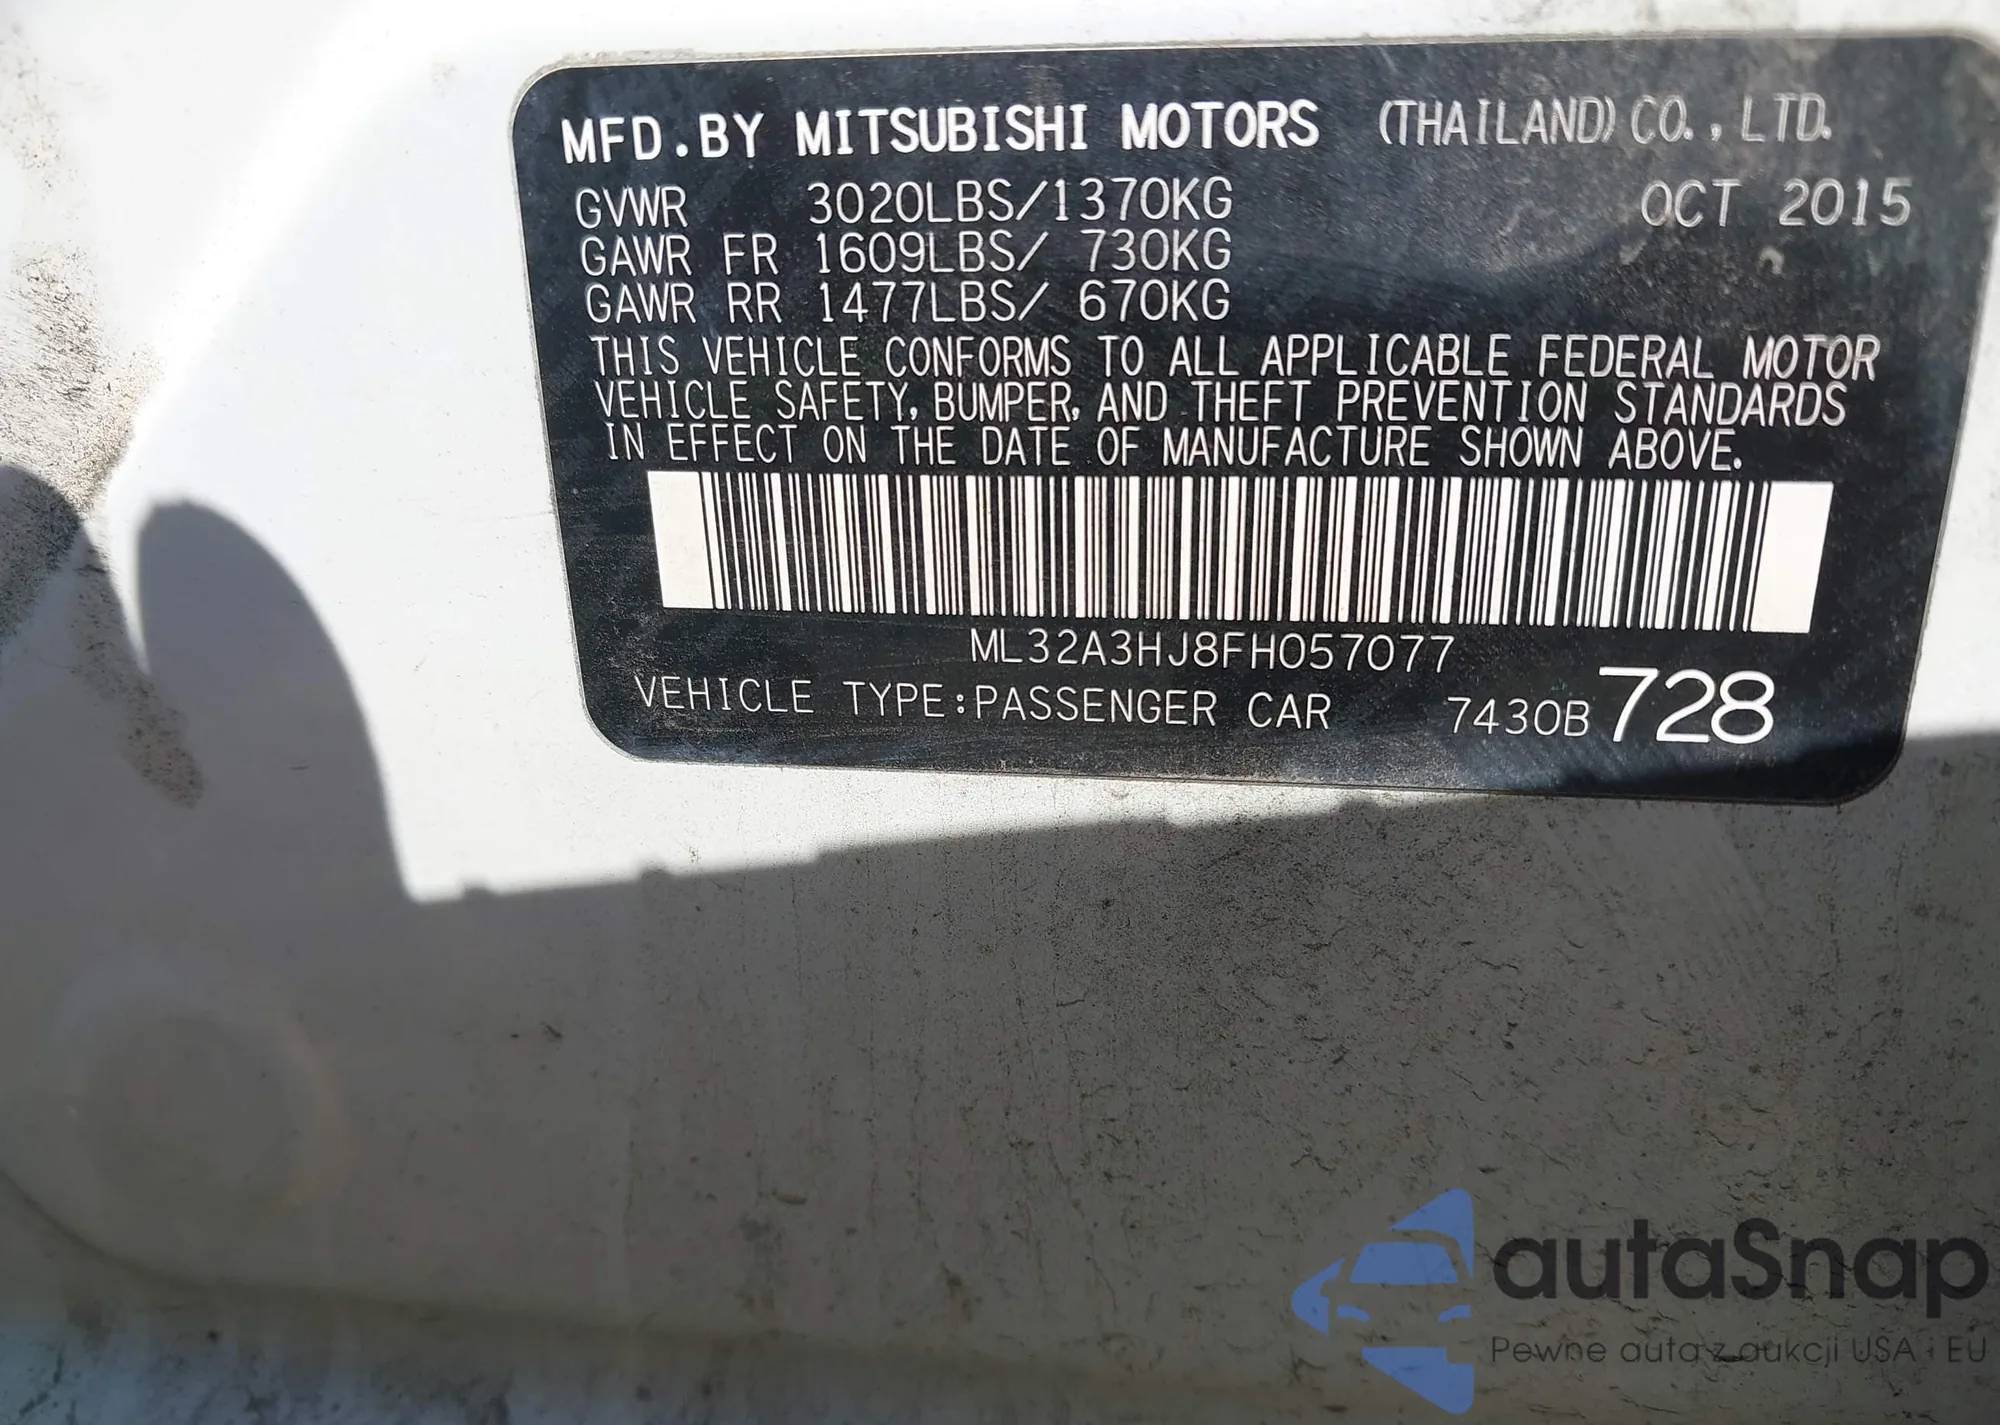 MFD.BY MITSUBISHI MOTORS (THAILAND) CO., LTD.
GVWR 3020LBS/1370KG OCT 2015
GAWR FR 1609LBS/ 730KG
GAWR RR 1477LBS/ 670KG
THIS VEHICLE CONFORMS TO ALL APPLICABLE FEDERAL MOTOR
VEHICLE SAFETY, BUMPER, AND THEFT PREVENTION STANDARDS
IN EFFECT ON THE DATE OF MANUFACTURE SHOWN ABOVE.
ML32A3HJ8FH057077
VEHICLE TYPE:PASSENGER CAR 7430B 728
autaSnap
Pewne auta z aukcji USA i EU